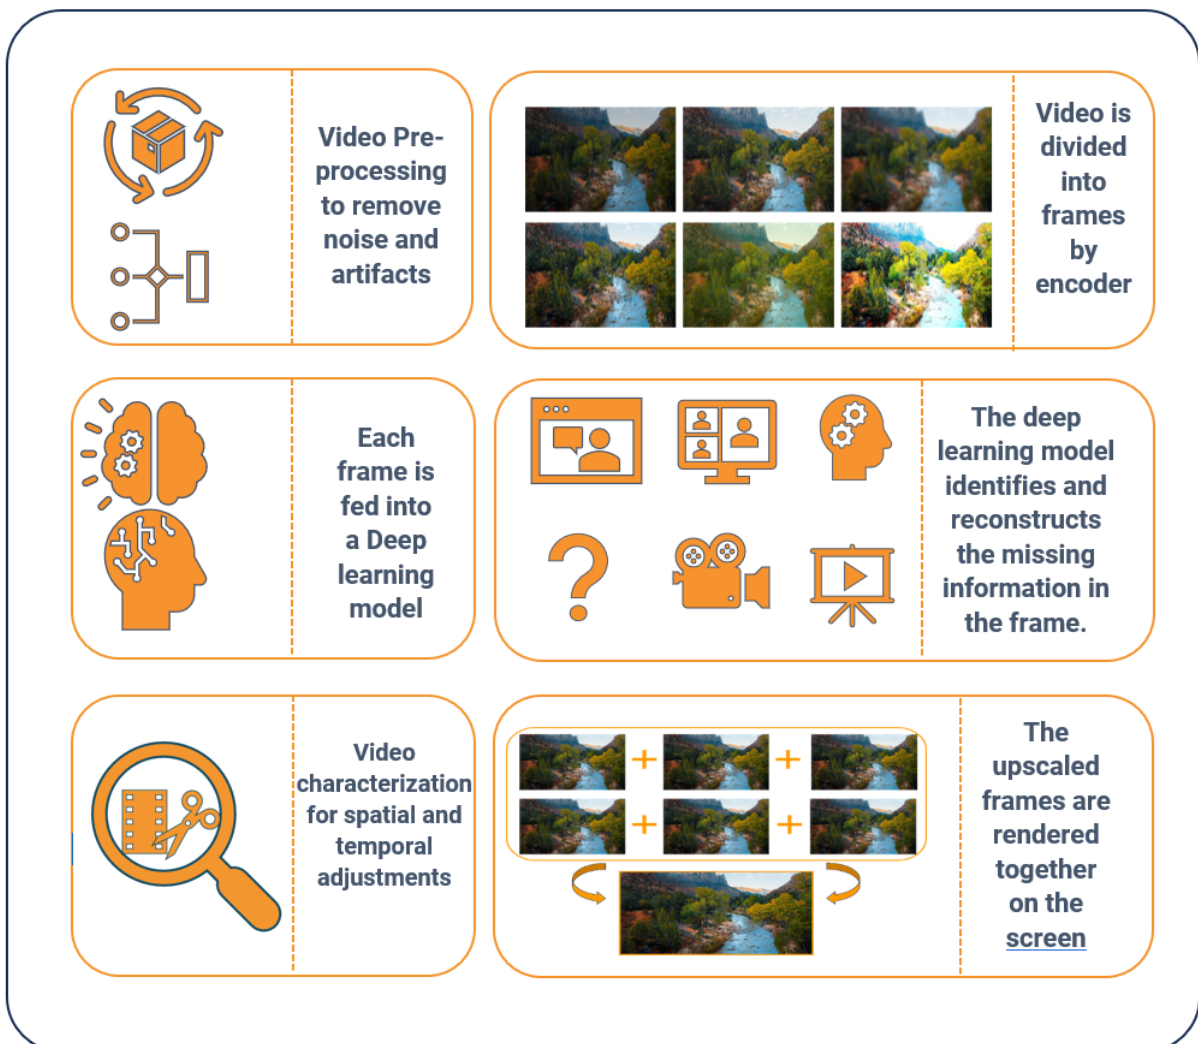 Video Pre-
processing
to remove
noise and
artifacts
Video is
divided
into
frames
by
encoder
Each
frame is
fed into
a Deep
learning
model
The deep
learning model
identifies and
reconstructs
the missing
information in
the frame.
Video
characterization
for spatial and
temporal
adjustments
The
upscaled
frames are
rendered
together
on the
screen